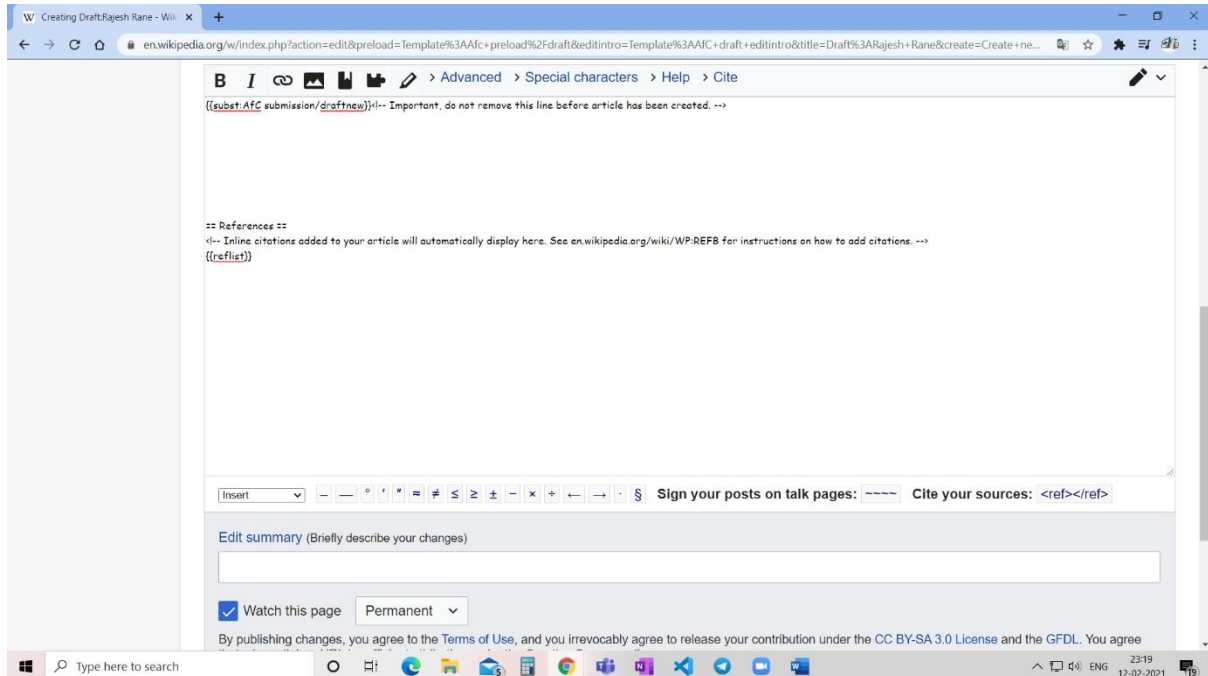 Creating Draft:Rajesh Rane - Wik
en.wikipedia.org/w/index.php?action=edit&preload=Template%3AAfc+preload%2Fdraft&editintro=Template%3AAfC+draft+editintro&title=Draft%3ARajesh+Rane&create=Create+ne...
B I > Advanced > Special characters > Help > Cite
{{subst:AfC submission/draftnew}}<!-- Important, do not remove this line before article has been created. -->
== References ==
<!-- Inline citations added to your article will automatically display here. See en.wikipedia.org/wiki/WP:REFB for instructions on how to add citations. -->
{{reflist}}
Insert – — ° ′ ″ ≈ ≠ ≤ ≥ ± − × ÷ ← → · § Sign your posts on talk pages: ~~~~ Cite your sources: <ref></ref>
Edit summary (Briefly describe your changes)
Watch this page Permanent
By publishing changes, you agree to the Terms of Use, and you irrevocably agree to release your contribution under the CC BY-SA 3.0 License and the GFDL. You agree
Type here to search
ENG 23:19
12-02-2021 19